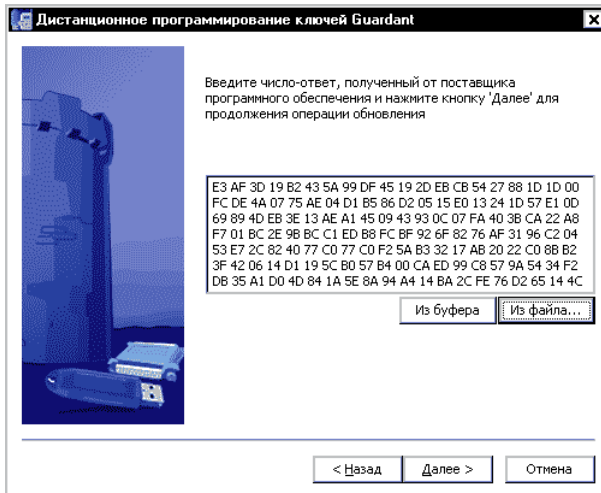 Дистанционное программирование ключей Guardant
Введите число-ответ, полученный от поставщика
программного обеспечения и нажмите кнопку 'Далее' для
продолжения операции обновления
E3 AF 3D 19 B2 43 5A 99 DF 45 19 2D EB CB 54 27 88 1D 1D 00
FC DE 4A 07 75 AE 04 D1 B5 86 D2 05 15 E0 13 24 1D 57 E1 0D
69 89 4D EB 3E 13 AE A1 45 09 43 93 0C 07 FA 40 3B CA 22 A8
F7 01 BC 2E 9B BC C1 ED B8 FC BF 92 6F 82 76 AF 31 96 C2 04
53 E7 2C 82 40 77 C0 77 C0 F2 5A B3 32 17 AB 20 22 C0 8B B2
3F 42 06 14 D1 19 5C B0 57 B4 00 CA ED 99 C8 57 9A 54 34 F2
DB 35 A1 D0 4D 84 1A 5E 8A 94 A4 14 BA 2C FE 76 D2 65 14 4C
Из буфера Из файла...
< Назад Далее > Отмена